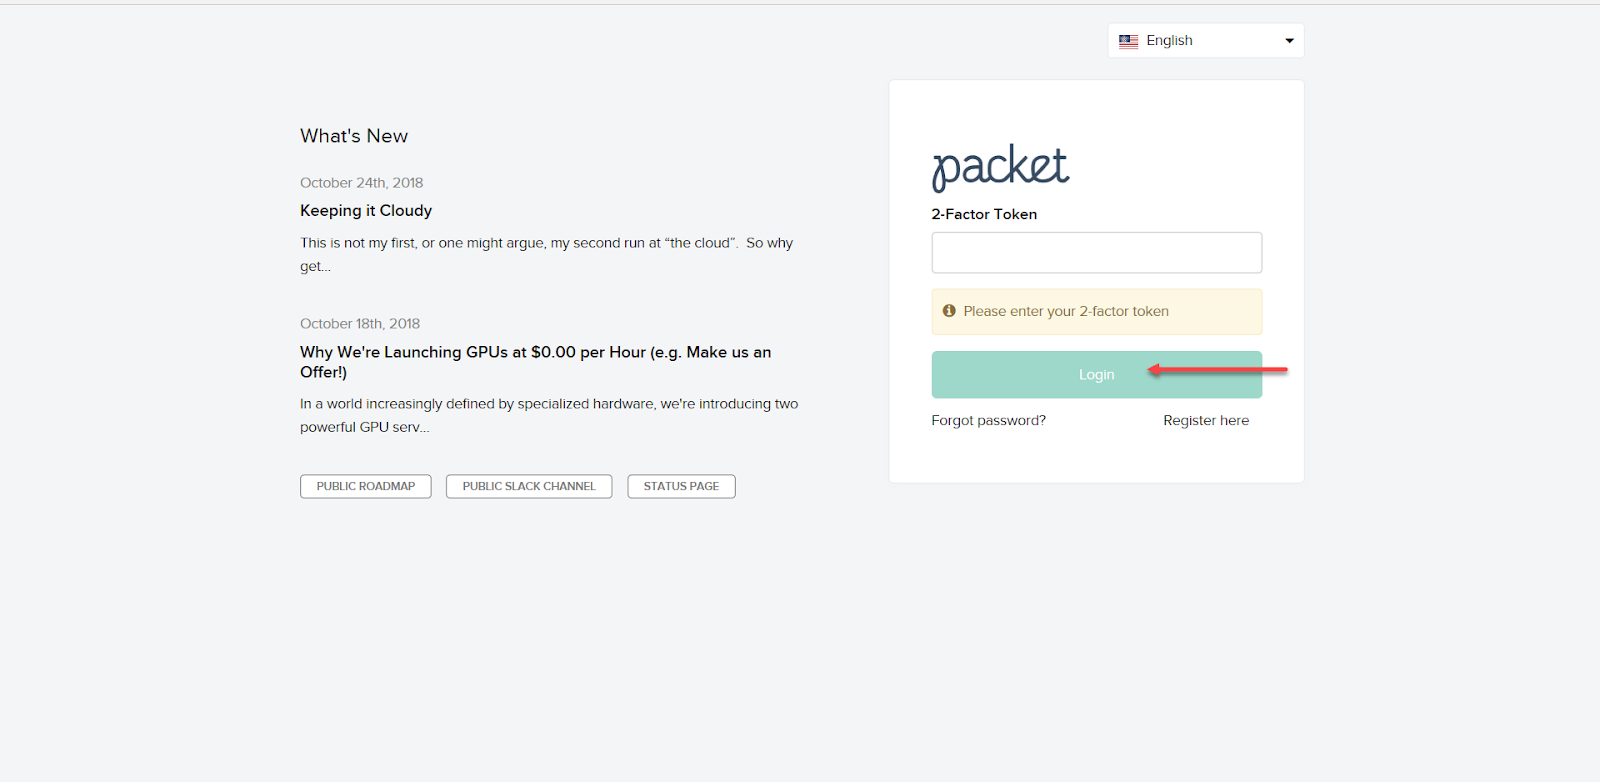 English
What's New
October 24th, 2018
Keeping it Cloudy
This is not my first, or one might argue, my second run at “the cloud”.  So why
get...
October 18th, 2018
Why We're Launching GPUs at $0.00 per Hour (e.g. Make us an
Offer!)
In a world increasingly defined by specialized hardware, we're introducing two
powerful GPU serv...
PUBLIC ROADMAP
PUBLIC SLACK CHANNEL
STATUS PAGE
packet
2-Factor Token
Please enter your 2-factor token
Login
Forgot password?
Register here